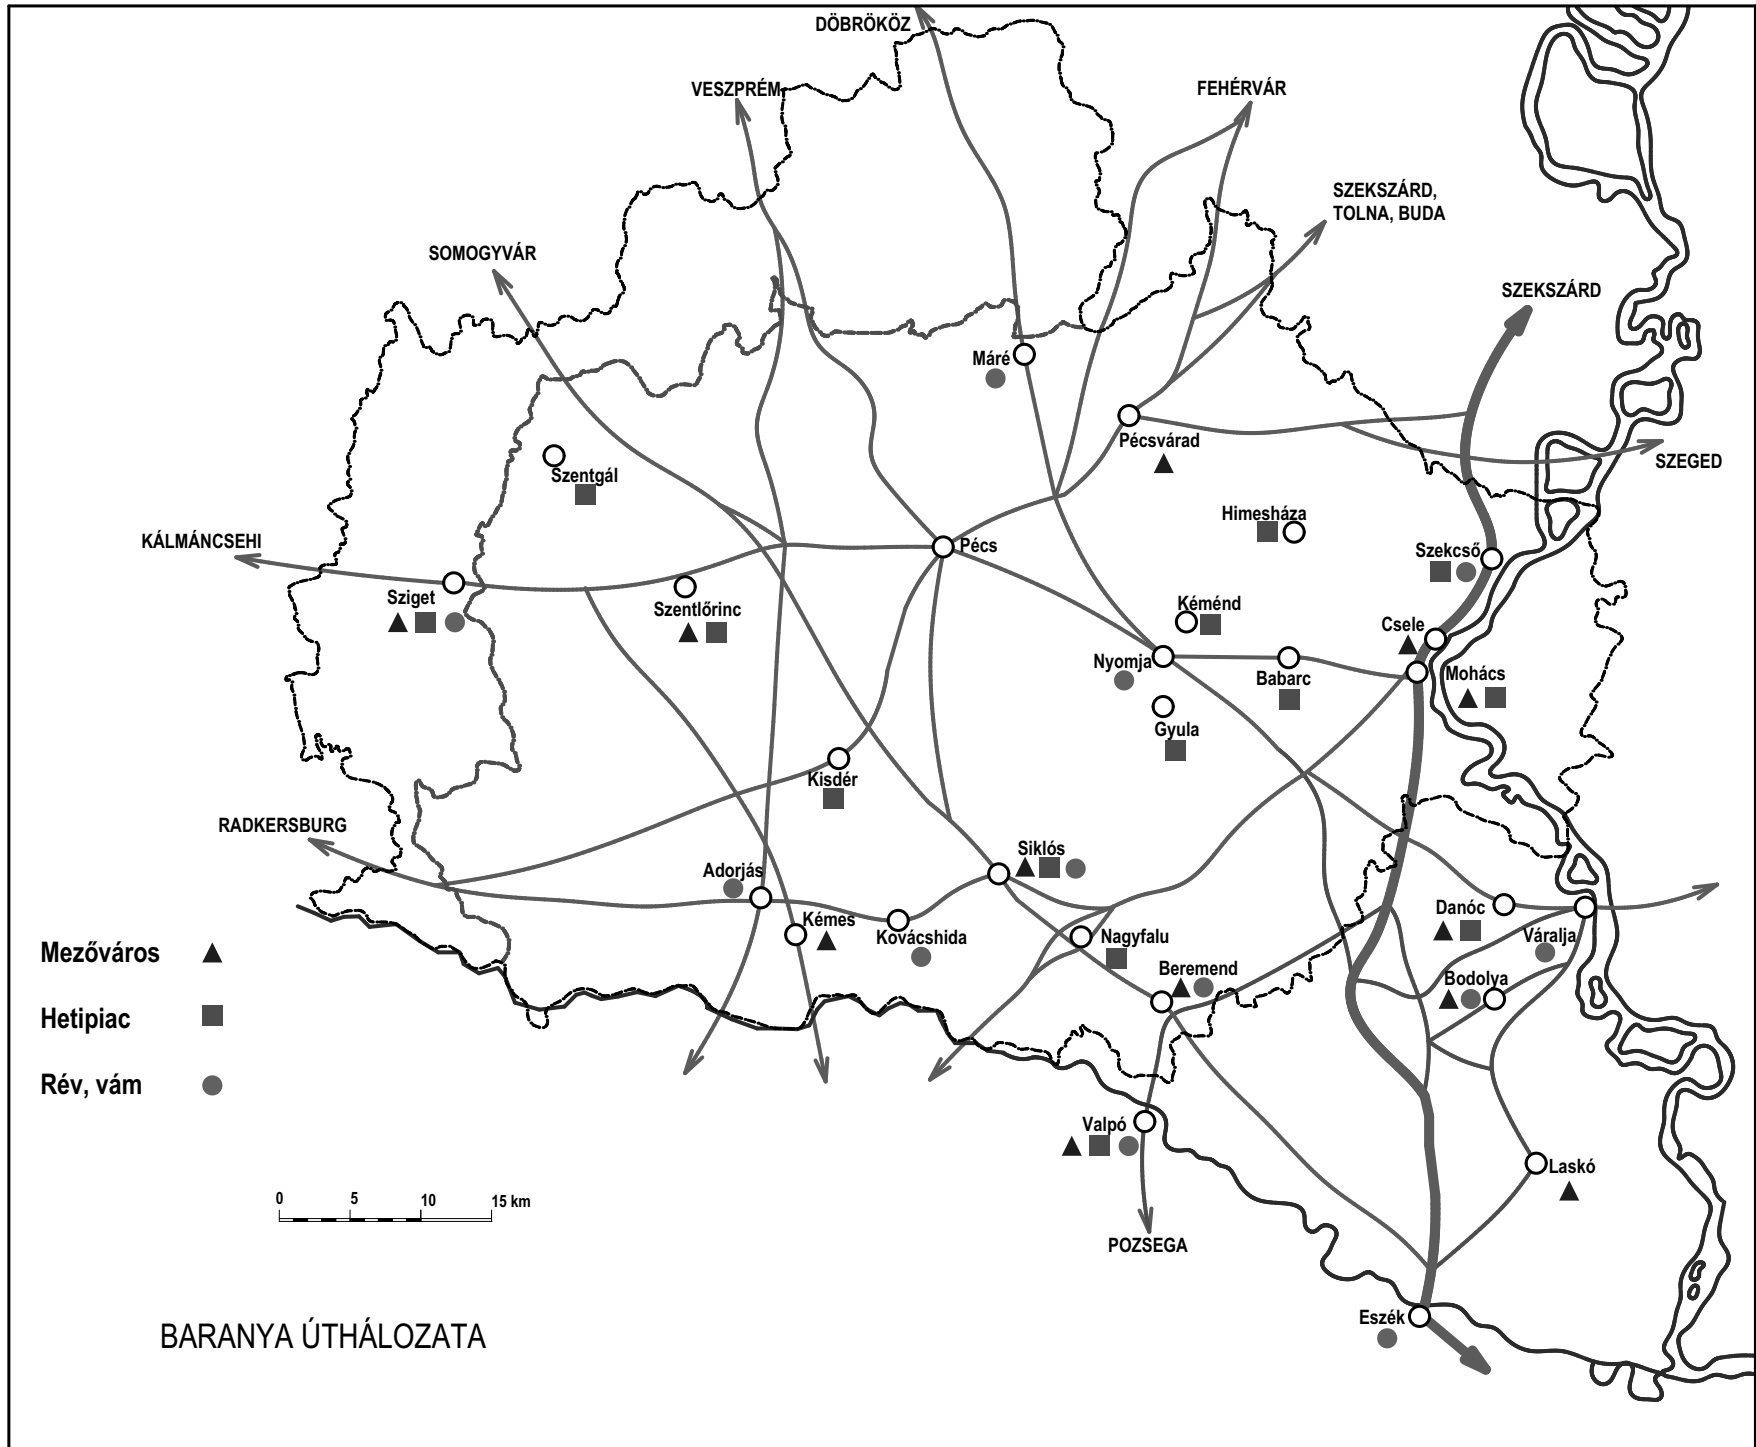 DÖBRÖKÖZ
VESZPRÉM
FEHÉRVÁR
SZEKSZÁRD,
TOLNA, BUDA
SOMOGYVÁR
SZEKSZÁRD
Máré
Pécsvárad
SZEGED
Szentgál
Himesháza
KÁLMÁNCSEHI
Pécs
Szekcső
Sziget
Szentlőrinc
Kéménd
Csele
Nyomja
Babarc
Mohács
Gyula
Kisdér
RADKERSBURG
Siklós
Adorjás
Danóc
Kémes
Kovácshida
Nagyfalu
Váralja
Mezőváros
Beremend
Bodolya
Hetipiac
Rév, vám
Valpó
Laskó
0 5 10 15 km
POZSEGA
Eszék
BARANYA ÚTHÁLOZATA